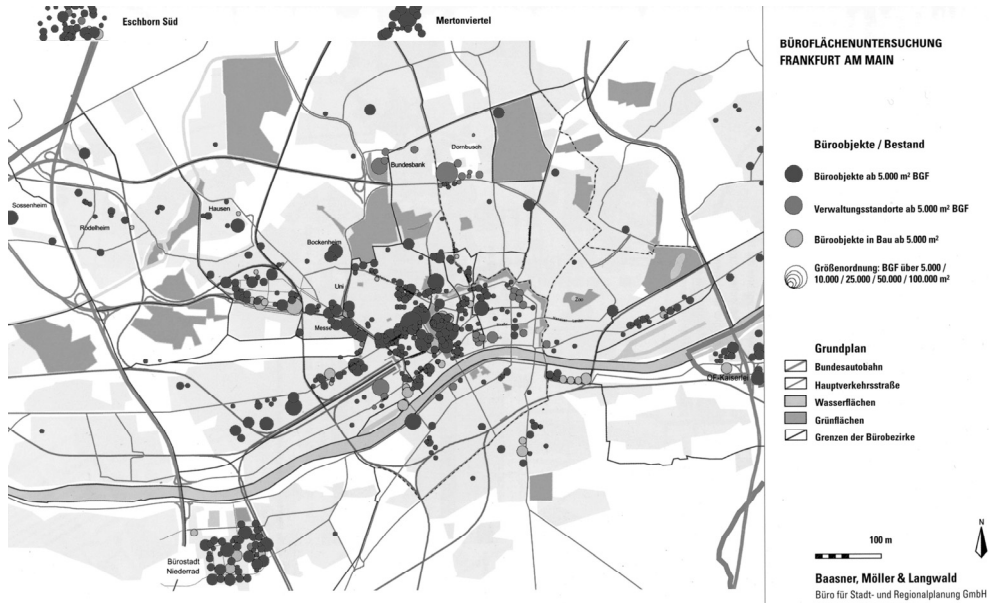 Eschborn Süd
Mertonviertel
BÜROFLÄCHENUNTERSUCHUNG
FRANKFURT AM MAIN
Büroobjekte / Bestand
Büroobjekte ab 5.000 m² BGF
Verwaltungsstandorte ab 5.000 m² BGF
Büroobjekte in Bau ab 5.000 m²
Größenordnung: BGF über 5.000 /
10.000 / 25.000 / 50.000 / 100.000 m²
Grundplan
Bundesautobahn
Hauptverkehrsstraße
Wasserflächen
Grünflächen
Grenzen der Bürobezirke
N
100 m
Baasner, Möller & Langwald
Büro für Stadt- und Regionalplanung GmbH
Dornbusch
Bundesbank
Sossenheim
Hausen
Rödelheim
Bockenheim
Uni
Zoo
Messe
OF-Kaiserlei
Bürostadt
Niederrad